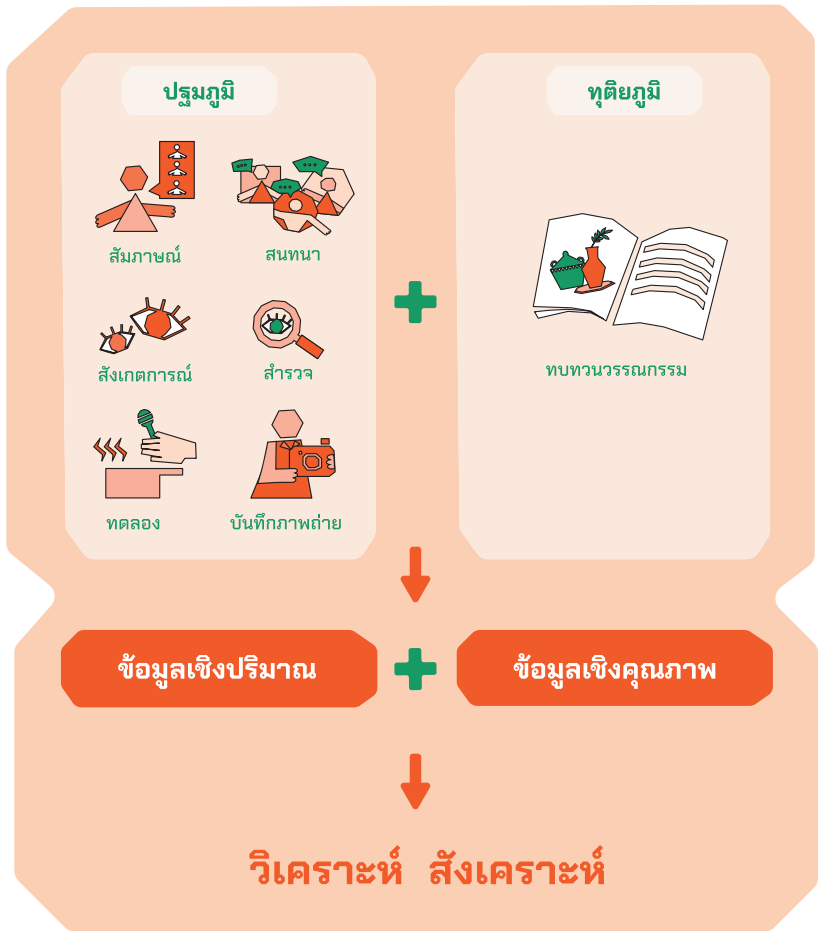 ปฐมภูมิ
สัมภาษณ์
สนทนา
สังเกตการณ์
สำรวจ
ทดลอง
บันทึกภาพถ่าย
ทุติยภูมิ
ทบทวนวรรณกรรม
ข้อมูลเชิงปริมาณ
ข้อมูลเชิงคุณภาพ
วิเคราะห์ สังเคราะห์